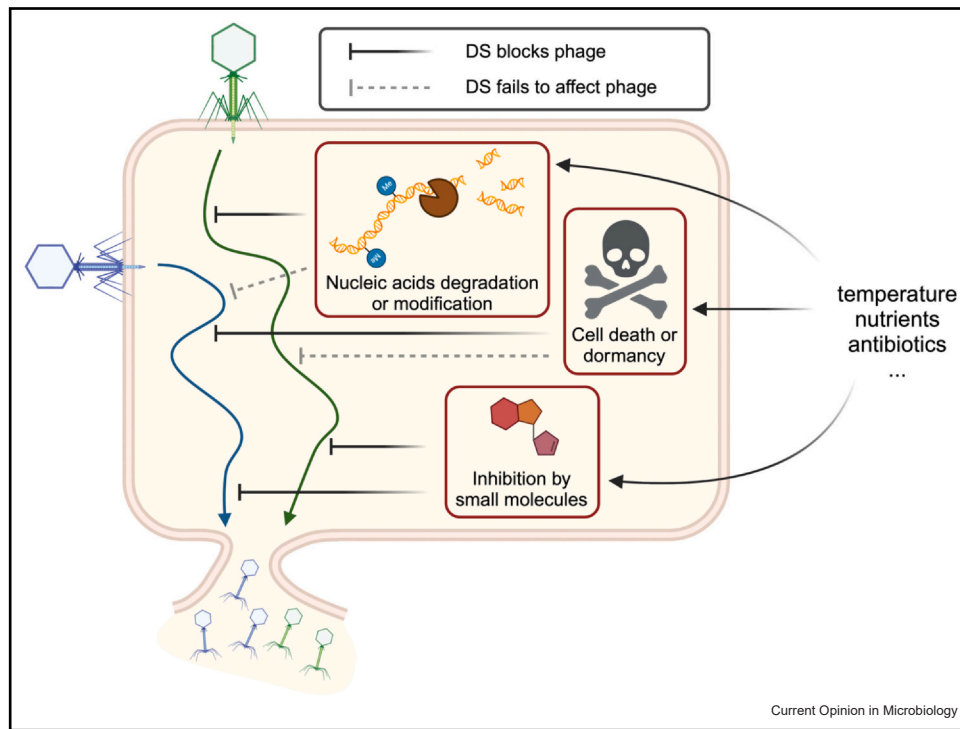 DS blocks phage
DS fails to affect phage
Me
Me
Nucleic acids degradation
or modification
Cell death or
dormancy
temperature
nutrients
antibiotics
...
Inhibition by
small molecules
Current Opinion in Microbiology